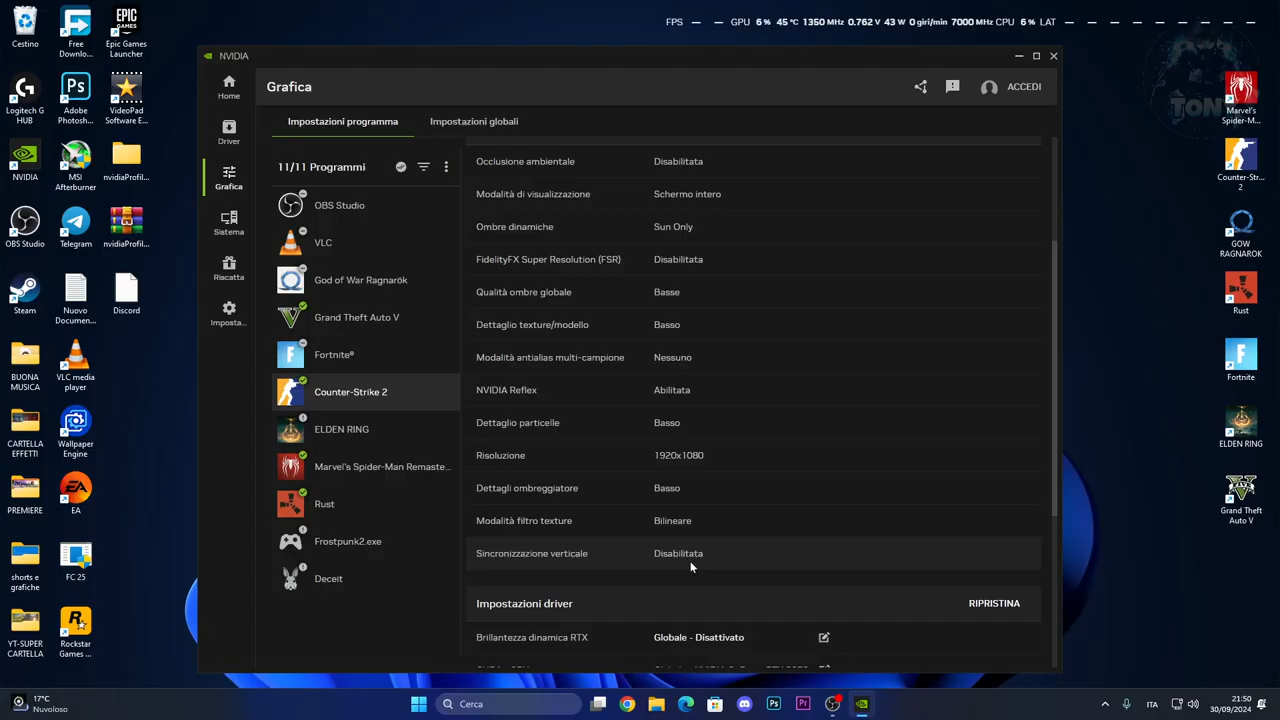 Cestino
Free
Downlo...
Epic Games
Launcher
FPS — — GPU 6 % 45 °C 1350 MHz 0.762 V 43 W 0 giri/min 7000 MHz CPU 6 % LAT — — — — — — — —
NVIDIA
Logitech G
HUB
Adobe
Photosh...
VideoPad
Software E...
Home
Grafica
ACCEDI
Marvel's
Spider-M...
Driver
Impostazioni programma
Impostazioni globali
NVIDIA
MSI
Afterburner
nvidiaProfil...
Grafica
11/11 Programmi
Occlusione ambientale Disabilitata
Counter-Strike
2
Modalità di visualizzazione Schermo intero
OBS Studio
Telegram
nvidiaProfil...
Sistema
OBS Studio
Ombre dinamiche Sun Only
VLC
FidelityFX Super Resolution (FSR) Disabilitata
GOW
RAGNAROK
Riscatta
God of War Ragnarök
Qualità ombre globale Basse
Steam
Nuovo
Documen...
Discord
Imposta...
Grand Theft Auto V
Dettaglio texture/modello Basso
Rust
Fortnite®
Modalità antialias multi-campione Nessuno
BUONA
MUSICA
VLC media
player
Counter-Strike 2
NVIDIA Reflex Abilitata
Fortnite
ELDEN RING
Dettaglio particelle Basso
CARTELLA
EFFETTI
Wallpaper
Engine
ELDEN RING
Marvel's Spider-Man Remaste...
Risoluzione 1920x1080
PREMIERE
EA
Rust
Dettagli ombreggiatore Basso
Grand Theft
Auto V
Frostpunk2.exe
Modalità filtro texture Bilineare
shorts e
grafiche
FC 25
Deceit
Sincronizzazione verticale Disabilitata
Impostazioni driver RIPRISTINA
YT-SUPER
CARTELLA
Rockstar
Games ...
Brillantezza dinamica RTX Globale - Disattivato
17°C
Nuvoloso
Cerca
ITA
21:50
30/09/2024